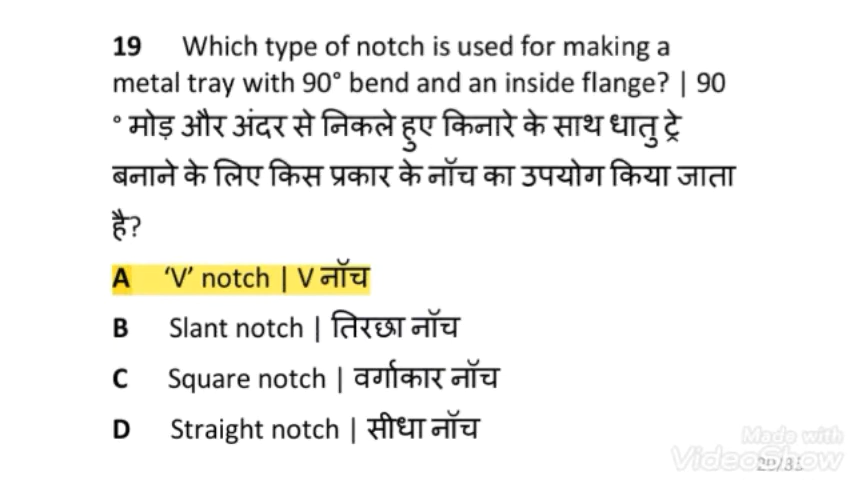 19 Which type of notch is used for making a
metal tray with 90° bend and an inside flange? | 90
° मोड़ और अंदर से निकले हुए किनारे के साथ धातु ट्रे
बनाने के लिए किस प्रकार के नॉच का उपयोग किया जाता
है?
A ‘V’ notch | V नॉच
B Slant notch | तिरछा नॉच
C Square notch | वर्गाकार नॉच
D Straight notch | सीधा नॉच
Made with
VideoShow